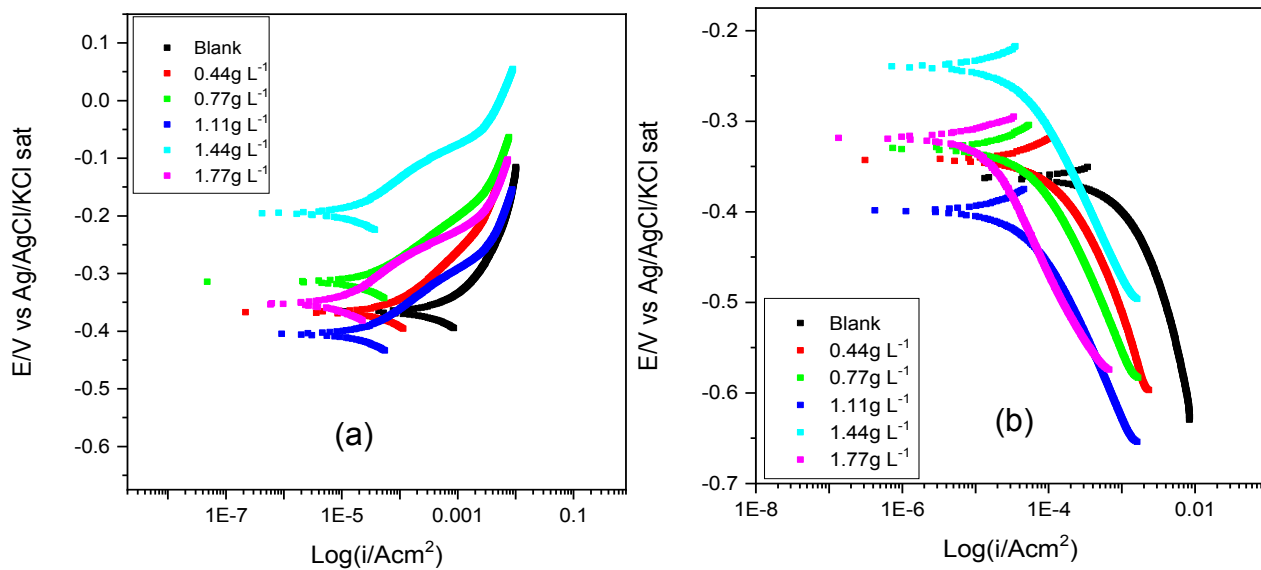 0.1
0.0
-0.1
-0.2
-0.3
-0.4
-0.5
-0.6
E/V vs Ag/AgCl/KCl sat
Blank
0.44g L⁻¹
0.77g L⁻¹
1.11g L⁻¹
1.44g L⁻¹
1.77g L⁻¹
(a)
1E-7 1E-5 0.001 0.1
Log(i/Acm²)
-0.2
-0.3
-0.4
-0.5
-0.6
-0.7
E/V vs Ag/AgCl/KCl sat
Blank
0.44g L⁻¹
0.77g L⁻¹
1.11g L⁻¹
1.44g L⁻¹
1.77g L⁻¹
(b)
1E-8 1E-6 1E-4 0.01
Log(i/Acm²)